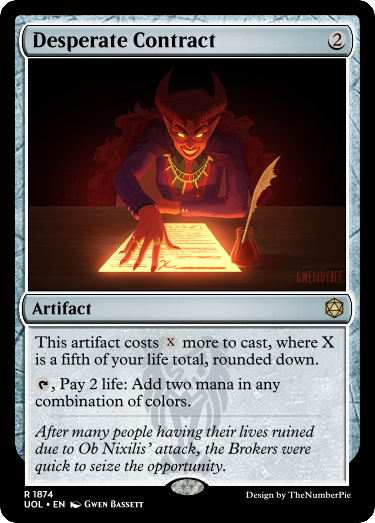 Desperate Contract 2
GWENDYBEE
Artifact
This artifact costs X more to cast, where X
is a fifth of your life total, rounded down.
, Pay 2 life: Add two mana in any
combination of colors.
After many people having their lives ruined
due to Ob Nixilis' attack, the Brokers were
quick to seize the opportunity.
R 1874
UOL • EN Gwen Bassett
Design by TheNumberPie